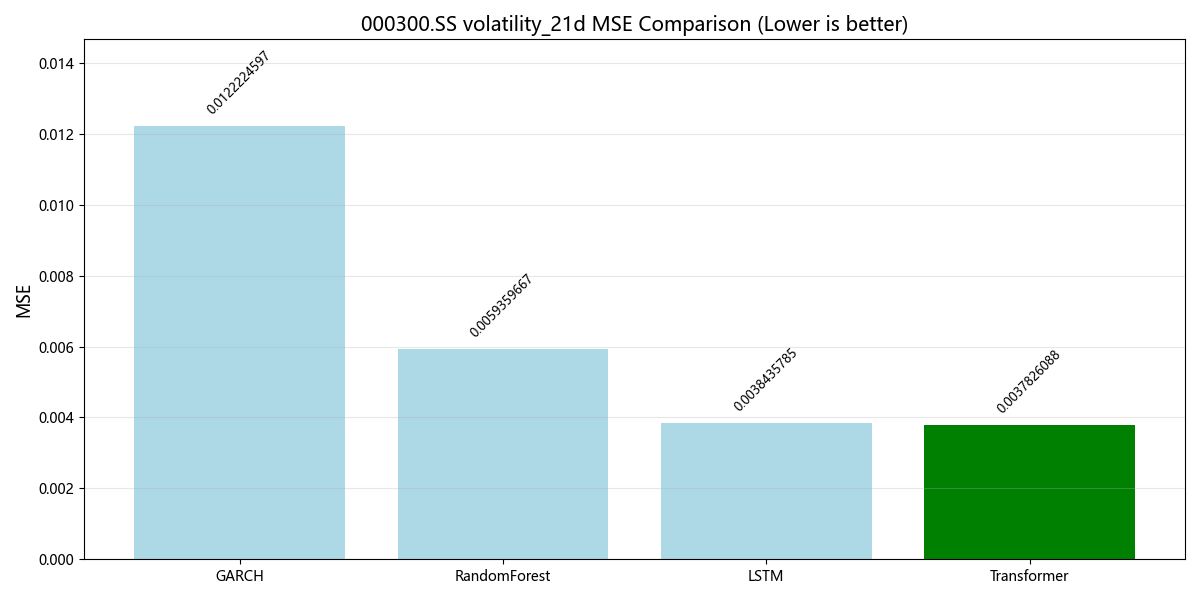 000300.SS volatility_21d MSE Comparison (Lower is better)
MSE
0.014
0.012
0.010
0.008
0.006
0.004
0.002
0.000
0.0122224597
0.0059359667
0.0038435785
0.0037826088
GARCH
RandomForest
LSTM
Transformer